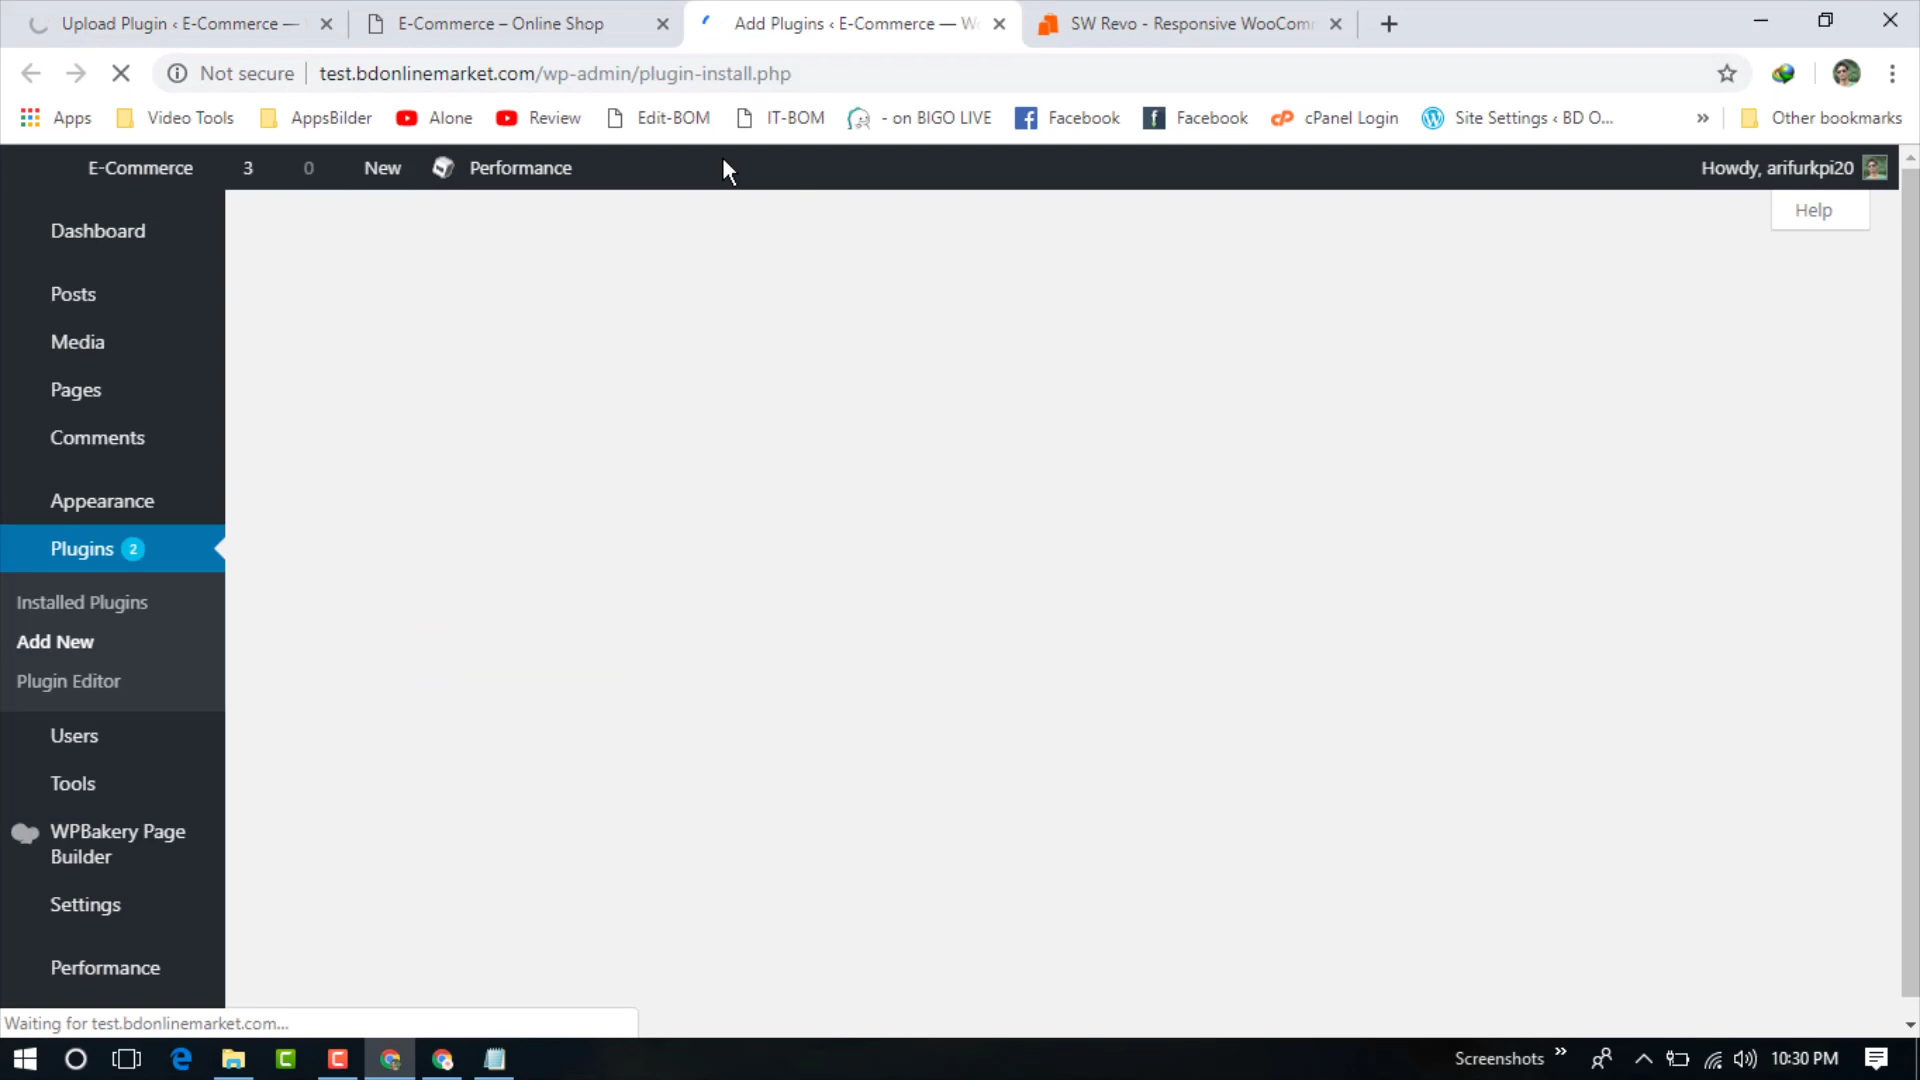 Upload Plugin ‹ E-Commerce —
E-Commerce – Online Shop
Add Plugins ‹ E-Commerce — Wo
SW Revo - Responsive WooComm
Not secure
test.bdonlinemarket.com/wp-admin/plugin-install.php
Apps
Video Tools
AppsBilder
Alone
Review
Edit-BOM
IT-BOM
- on BIGO LIVE
Facebook
Facebook
cPanel Login
Site Settings ‹ BD O...
»
Other bookmarks
E-Commerce
3
0
New
Performance
Howdy, arifurkpi20
Help
Dashboard
Posts
Media
Pages
Comments
Appearance
Plugins 2
Installed Plugins
Add New
Plugin Editor
Users
Tools
WPBakery Page
Builder
Settings
Performance
Waiting for test.bdonlinemarket.com...
Screenshots »
10:30 PM